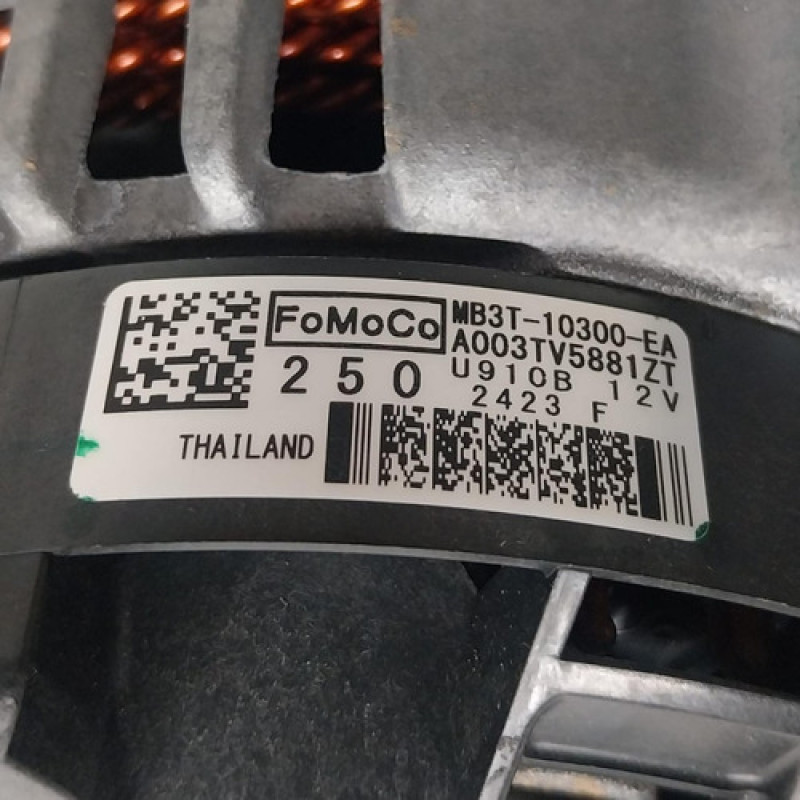 FoMoCo
MB3T-10300-EA
A003TV5881ZT
250
U910B 12V
2423 F
THAILAND